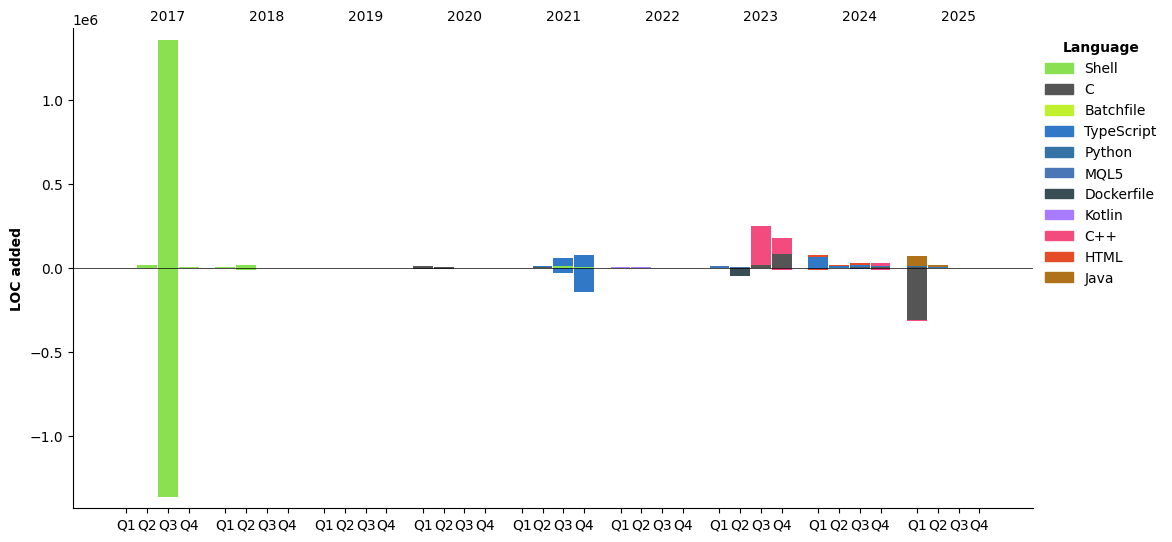 2017 2018 2019 2020 2021 2022 2023 2024 2025
1e6
Language
Shell
C
Batchfile
TypeScript
Python
MQL5
Dockerfile
Kotlin
C++
HTML
Java
LOC added
1.0
0.5
0.0
−0.5
−1.0
Q1 Q2 Q3 Q4 Q1 Q2 Q3 Q4 Q1 Q2 Q3 Q4 Q1 Q2 Q3 Q4 Q1 Q2 Q3 Q4 Q1 Q2 Q3 Q4 Q1 Q2 Q3 Q4 Q1 Q2 Q3 Q4 Q1 Q2 Q3 Q4